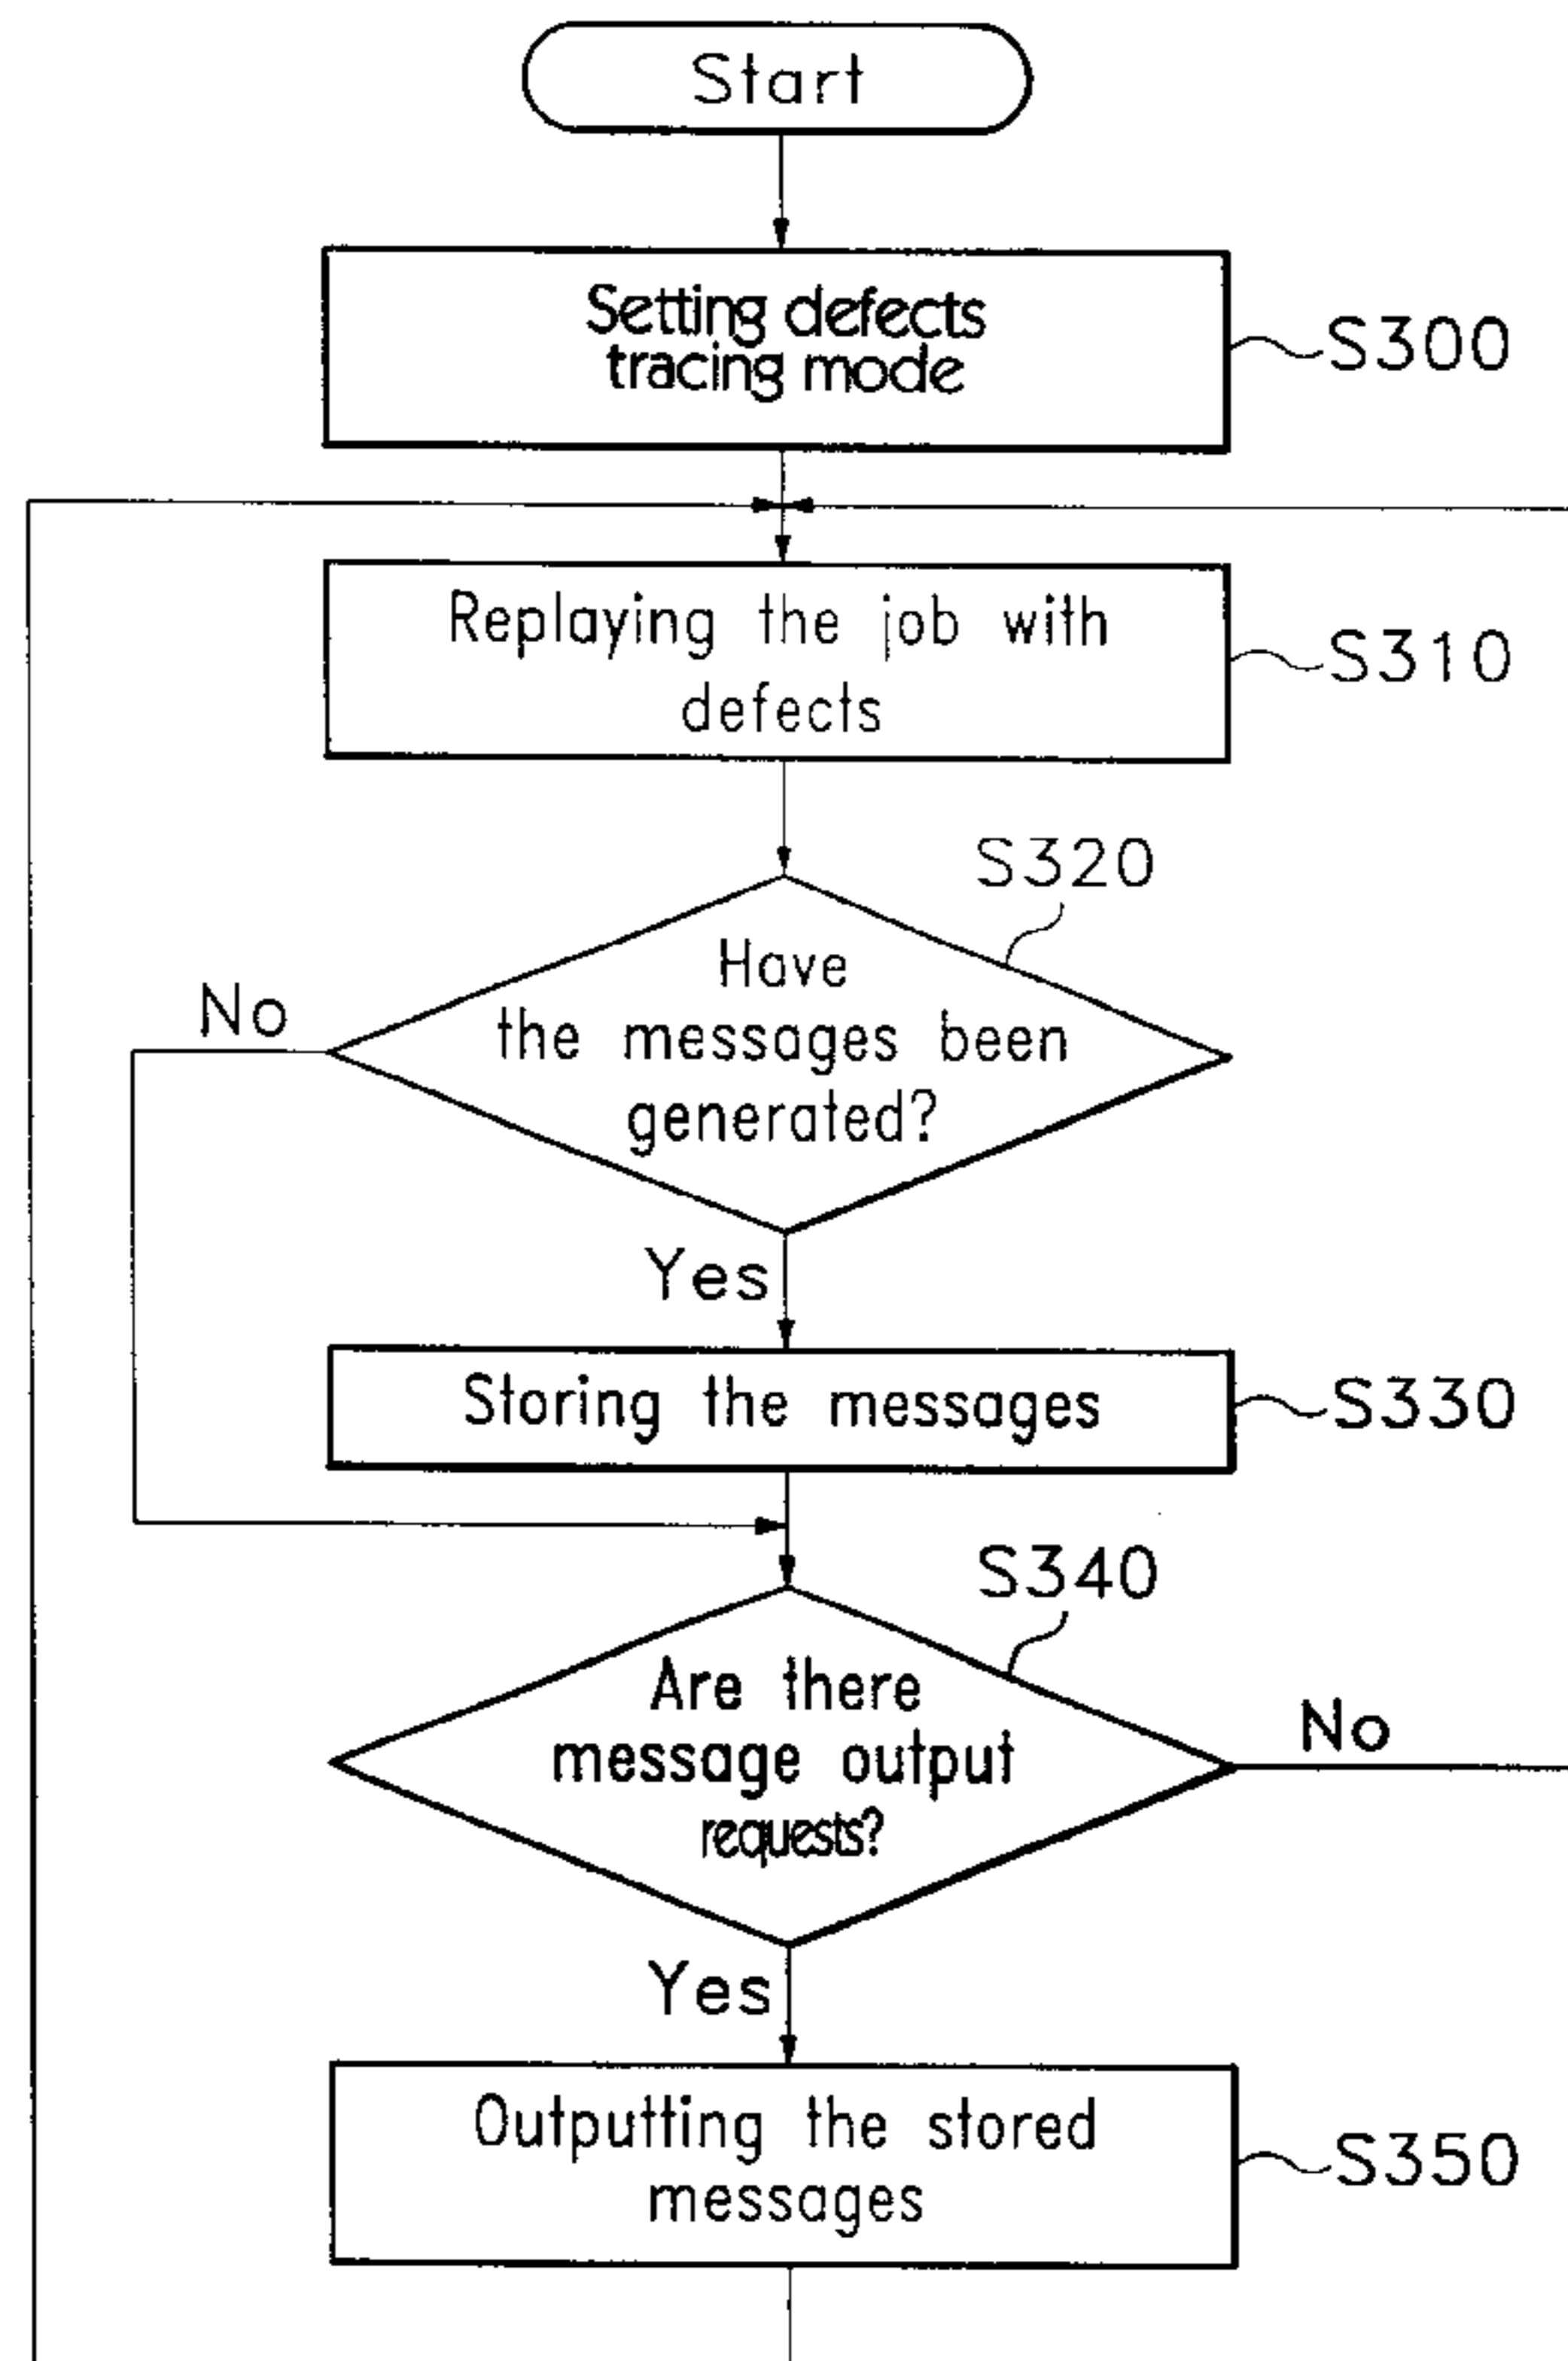 Start
Setting defects
tracing mode
S300
Replaying the job with
defects
S310
S320
Have
the messages been
generated?
No
Yes
Storing the messages
S330
S340
Are there
message output
requests?
No
Yes
Outputting the stored
messages
S350